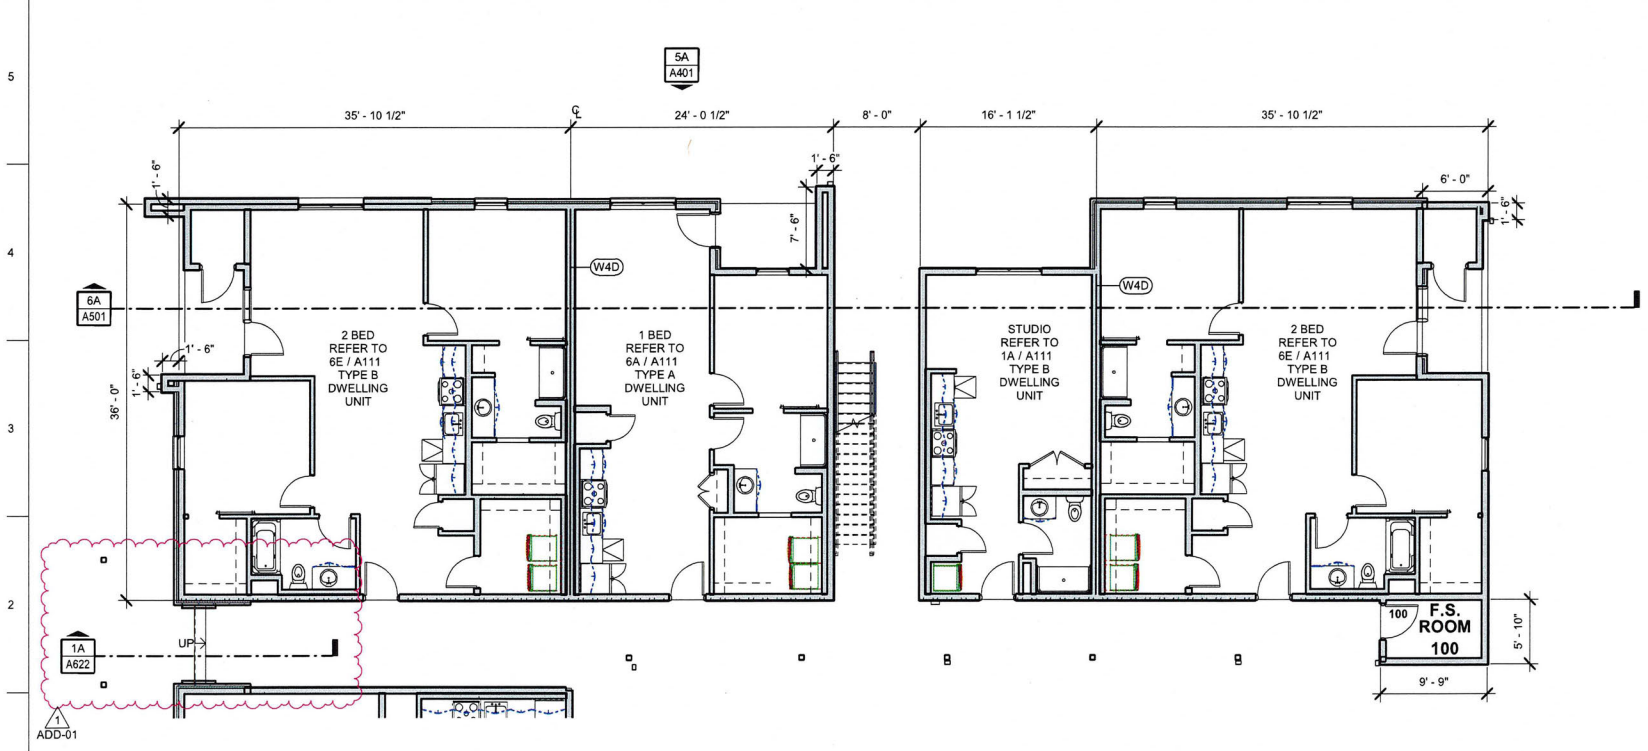 5
5A
A401
35' - 10 1/2"
℄
24' - 0 1/2"
8' - 0"
16' - 1 1/2"
35' - 10 1/2"
1' - 6"
1' - 6"
6' - 0"
1' - 6"
7' - 6"
4
W4D
W4D
6A
A501
2 BED
REFER TO
6E / A111
TYPE B
DWELLING
UNIT
1 BED
REFER TO
6A / A111
TYPE A
DWELLING
UNIT
STUDIO
REFER TO
1A / A111
TYPE B
DWELLING
UNIT
2 BED
REFER TO
6E / A111
TYPE B
DWELLING
UNIT
1' - 6"
1' - 6"
36' - 0"
3
2
UP
1A
A622
100
F.S.
ROOM
100
5' - 10"
9' - 9"
1
ADD-01